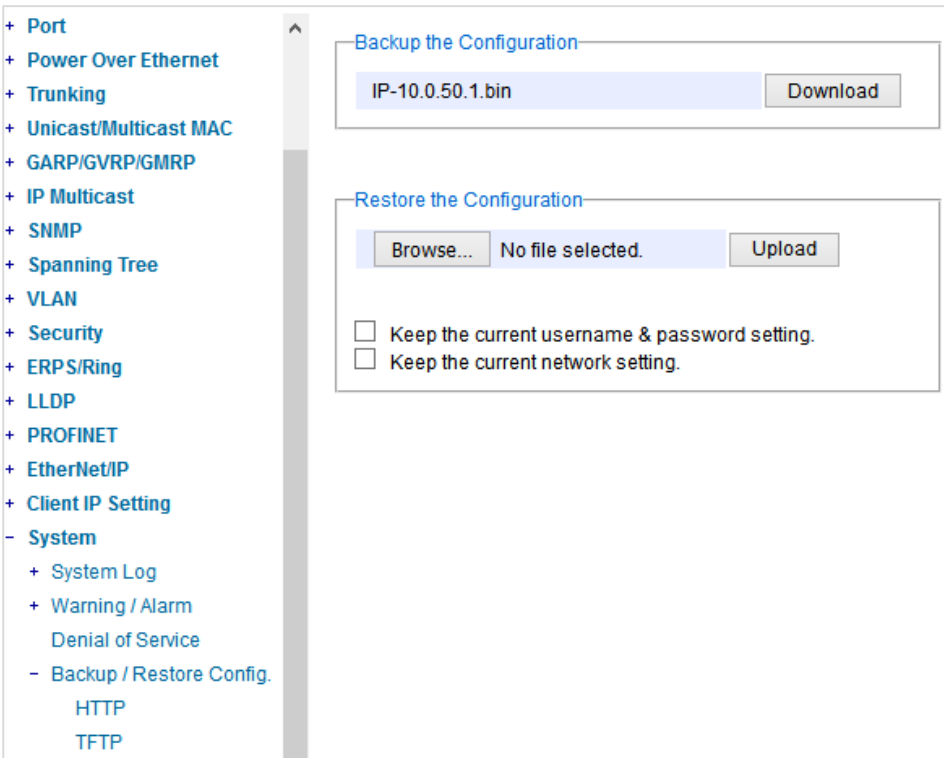 + Port
+ Power Over Ethernet
+ Trunking
+ Unicast/Multicast MAC
+ GARP/GVRP/GMRP
+ IP Multicast
+ SNMP
+ Spanning Tree
+ VLAN
+ Security
+ ERPS/Ring
+ LLDP
+ PROFINET
+ EtherNet/IP
+ Client IP Setting
− System
+ System Log
+ Warning / Alarm
Denial of Service
− Backup / Restore Config.
HTTP
TFTP
Backup the Configuration
IP-10.0.50.1.bin Download
Restore the Configuration
Browse... No file selected. Upload
Keep the current username & password setting.
Keep the current network setting.